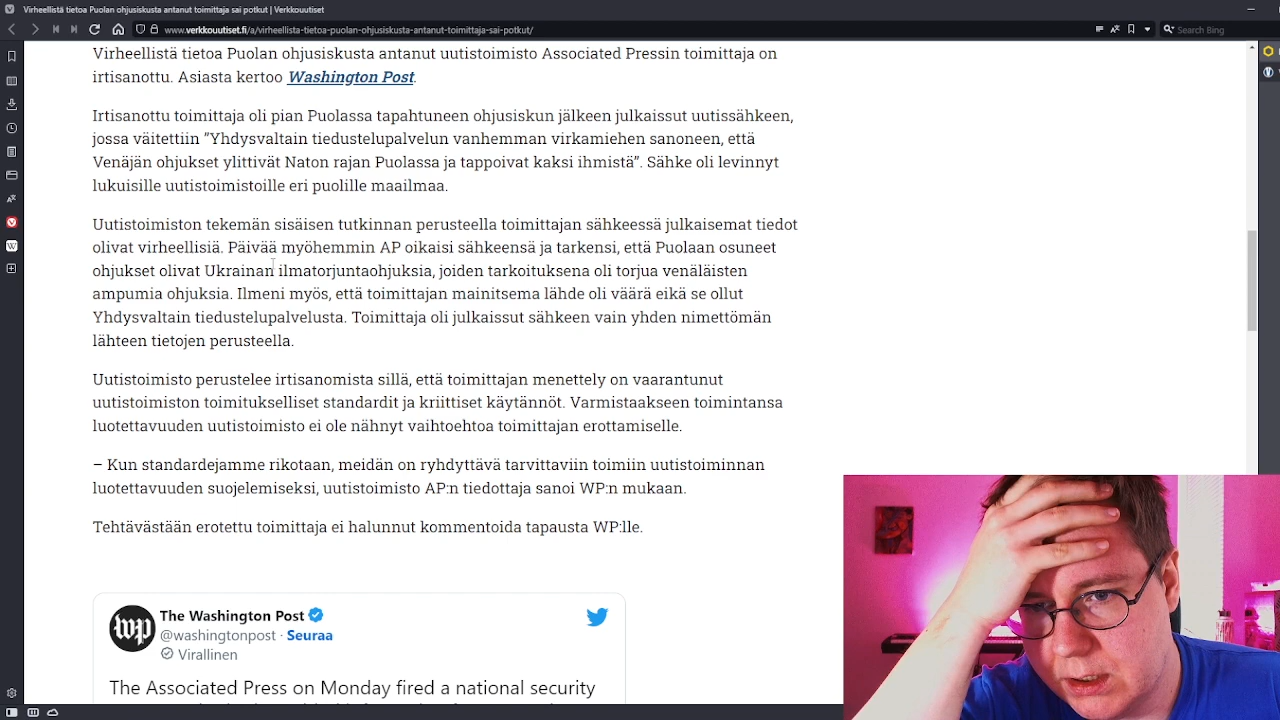 Virheellistä tietoa Puolan ohjusiskusta antanut toimittaja sai potkut | Verkkouutiset
www.verkkouutiset.fi/a/virheellista-tietoa-puolan-ohjusiskusta-antanut-toimittaja-sai-potkut/
Search Bing
Virheellistä tietoa Puolan ohjusiskusta antanut uutistoimisto Associated Pressin toimittaja on
irtisanottu. Asiasta kertoo Washington Post.
Irtisanottu toimittaja oli pian Puolassa tapahtuneen ohjusiskun jälkeen julkaissut uutissähkeen,
jossa väitettiin ”Yhdysvaltain tiedustelupalvelun vanhemman virkamiehen sanoneen, että
Venäjän ohjukset ylittivät Naton rajan Puolassa ja tappoivat kaksi ihmistä”. Sähke oli levinnyt
lukuisille uutistoimistoille eri puolille maailmaa.
Uutistoimiston tekemän sisäisen tutkinnan perusteella toimittajan sähkeessä julkaisemat tiedot
olivat virheellisiä. Päivää myöhemmin AP oikaisi sähkeensä ja tarkensi, että Puolaan osuneet
ohjukset olivat Ukrainan ilmatorjuntaohjuksia, joiden tarkoituksena oli torjua venäläisten
ampumia ohjuksia. Ilmeni myös, että toimittajan mainitsema lähde oli väärä eikä se ollut
Yhdysvaltain tiedustelupalvelusta. Toimittaja oli julkaissut sähkeen vain yhden nimettömän
lähteen tietojen perusteella.
Uutistoimisto perustelee irtisanomista sillä, että toimittajan menettely on vaarantunut
uutistoimiston toimitukselliset standardit ja kriittiset käytännöt. Varmistaakseen toimintansa
luotettavuuden uutistoimisto ei ole nähnyt vaihtoehtoa toimittajan erottamiselle.
– Kun standardejamme rikotaan, meidän on ryhdyttävä tarvittaviin toimiin uutistoiminnan
luotettavuuden suojelemiseksi, uutistoimisto AP:n tiedottaja sanoi WP:n mukaan.
Tehtävästään erotettu toimittaja ei halunnut kommentoida tapausta WP:lle.
wp
The Washington Post
@washingtonpost · Seuraa
Virallinen
The Associated Press on Monday fired a national security